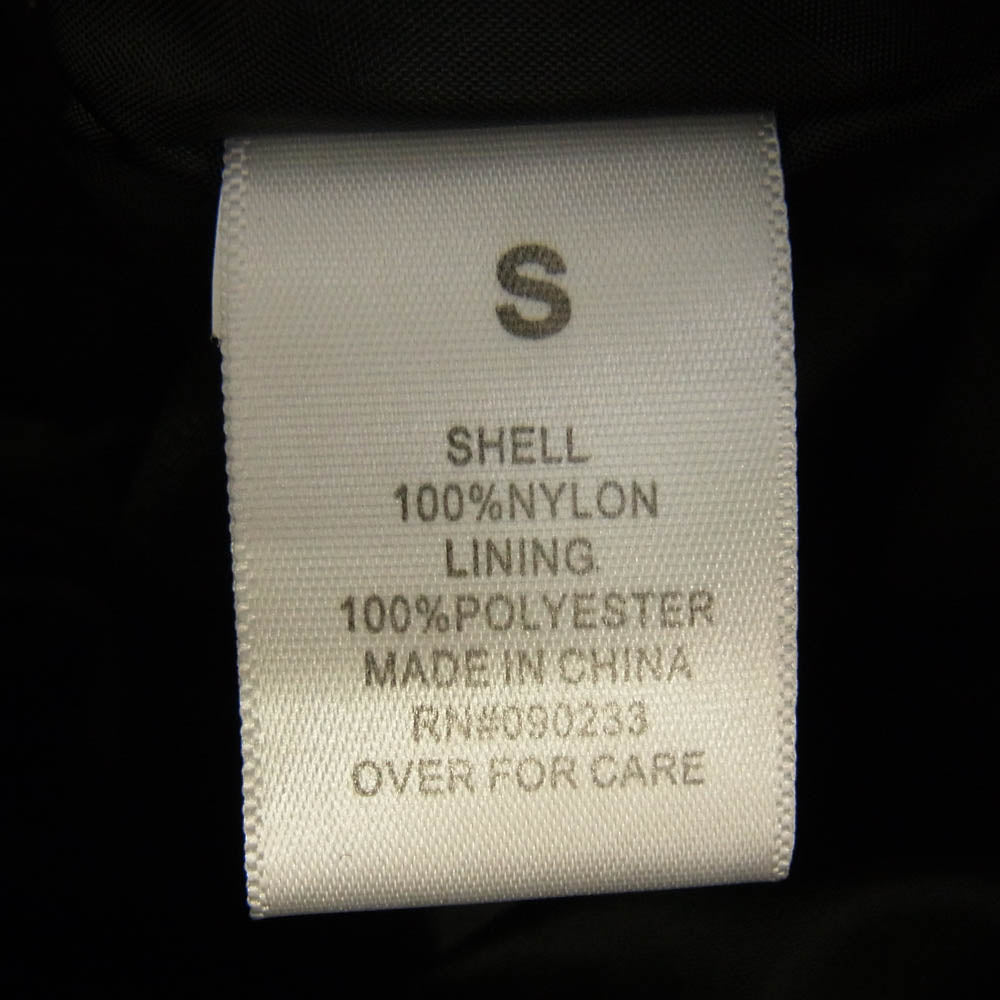 S
SHELL
100%NYLON
LINING
100%POLYESTER
MADE IN CHINA
RN#090233
OVER FOR CARE